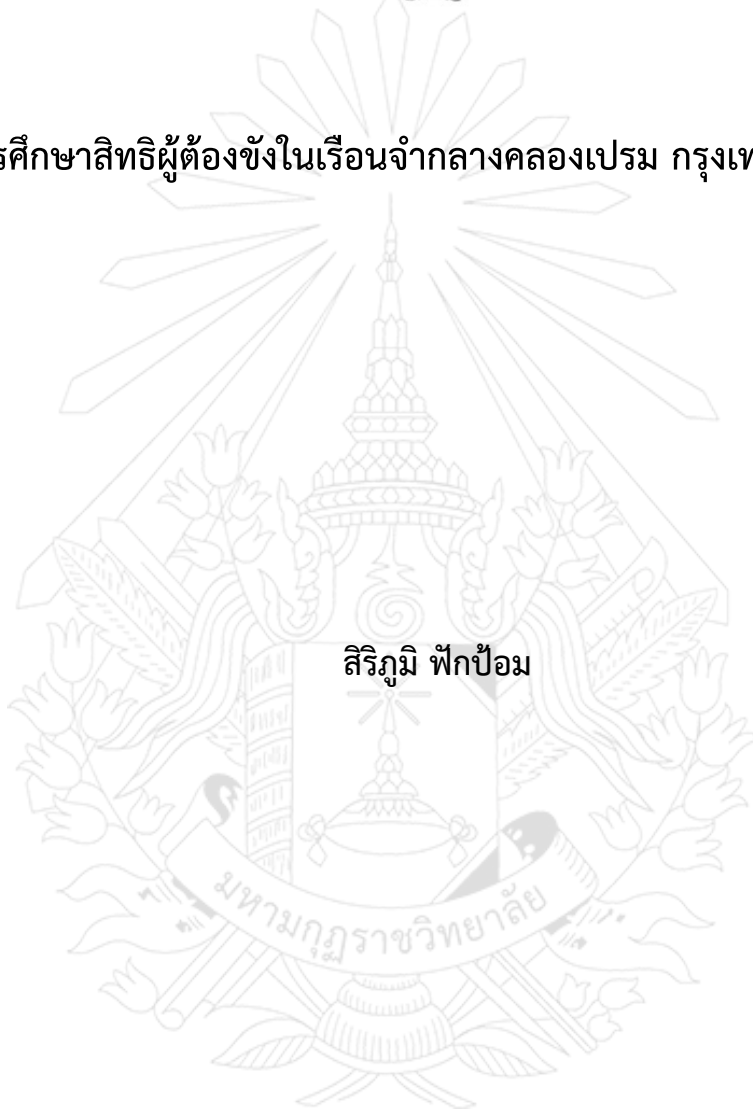 รศึกษาสิทธิผู้ต้องขังในเรือนจำกลางคลองเปรม กรุงเท
สิริภูมิ ฟักป้อม
มหามกุฏราชวิทยาลัย